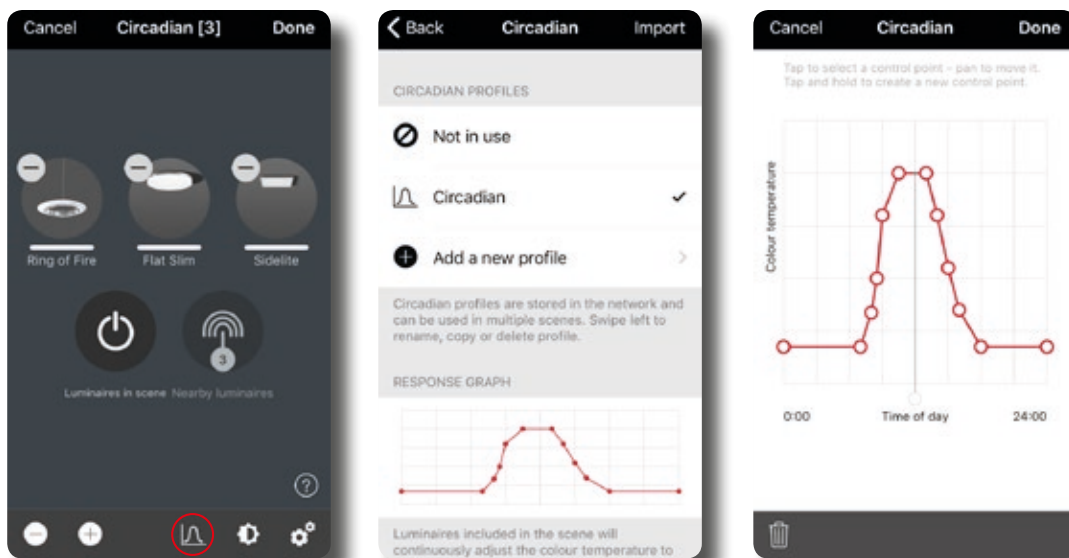 Cancel Circadian [3] Done
Ring of Fire Flat Slim Sidelite
3
Luminaires in scene Nearby luminaires
?
Back Circadian Import
CIRCADIAN PROFILES
Not in use
Circadian
Add a new profile
Circadian profiles are stored in the network and
can be used in multiple scenes. Swipe left to
rename, copy or delete profile.
RESPONSE GRAPH
Luminaires included in the scene will
continuously adjust the colour temperature to
Cancel Circadian Done
Tap to select a control point – pan to move it.
Tap and hold to create a new control point.
Colour temperature
0:00 Time of day 24:00